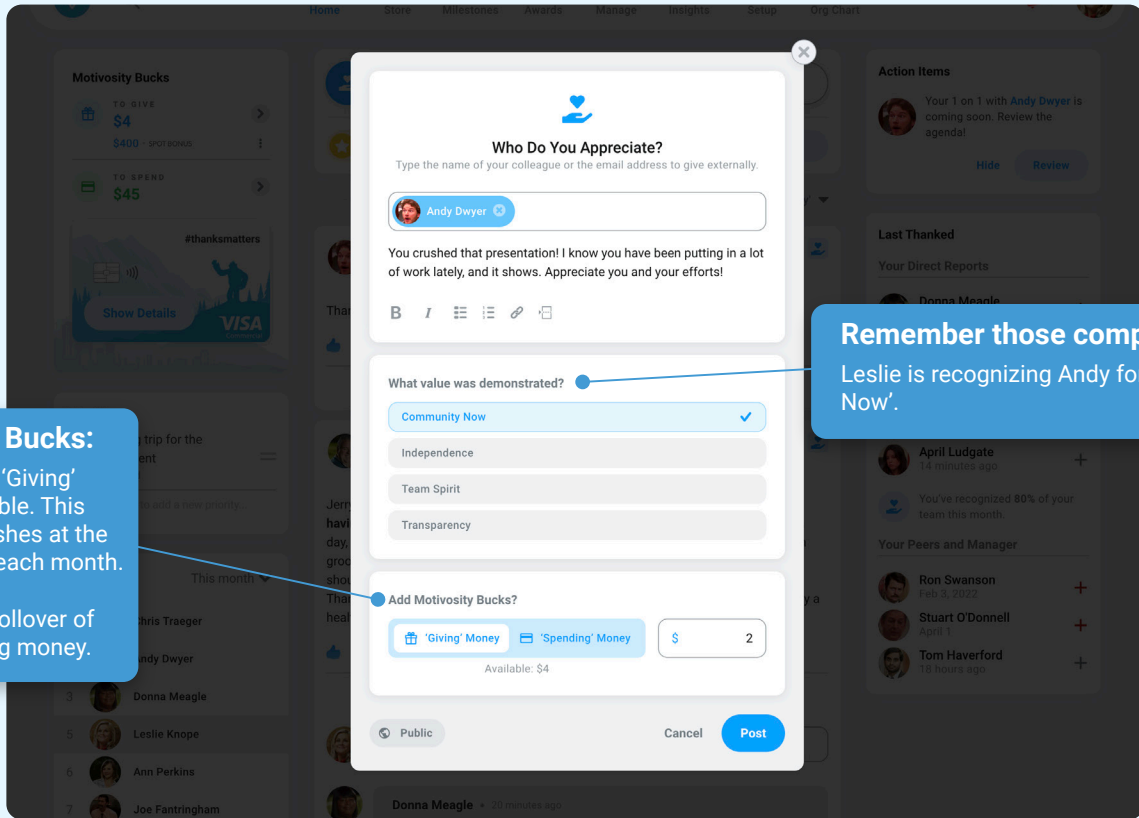 Home Store Milestones Awards Manage Insights Setup Org Chart
Motivosity Bucks
TO GIVE
$4
$400 - SPOT BONUS
TO SPEND
$45
#thanksmatters
Show Details
VISA
trip for the
to add a new priority...
This month
Chris Traeger
Andy Dwyer
3 Donna Meagle
5 Leslie Knope
6 Ann Perkins
7 Joe Fantringham
Bucks:
‘Giving’
ble. This
shes at the
each month.
ollover of
g money.
Who Do You Appreciate?
Type the name of your colleague or the email address to give externally.
Andy Dwyer
You crushed that presentation! I know you have been putting in a lot
of work lately, and it shows. Appreciate you and your efforts!
B I
What value was demonstrated?
Community Now
Independence
Team Spirit
Transparency
Add Motivosity Bucks?
‘Giving’ Money ‘Spending’ Money $ 2
Available: $4
Public Cancel Post
Donna Meagle • 20 minutes ago
Action Items
Your 1 on 1 with Andy Dwyer is
coming soon. Review the
agenda!
Hide Review
Last Thanked
Your Direct Reports
Donna Meagle
Remember those comp
Leslie is recognizing Andy for
Now’.
April Ludgate
14 minutes ago
You've recognized 80% of your
team this month.
Your Peers and Manager
Ron Swanson
Feb 3, 2022
Stuart O'Donnell
April 1
Tom Haverford
18 hours ago